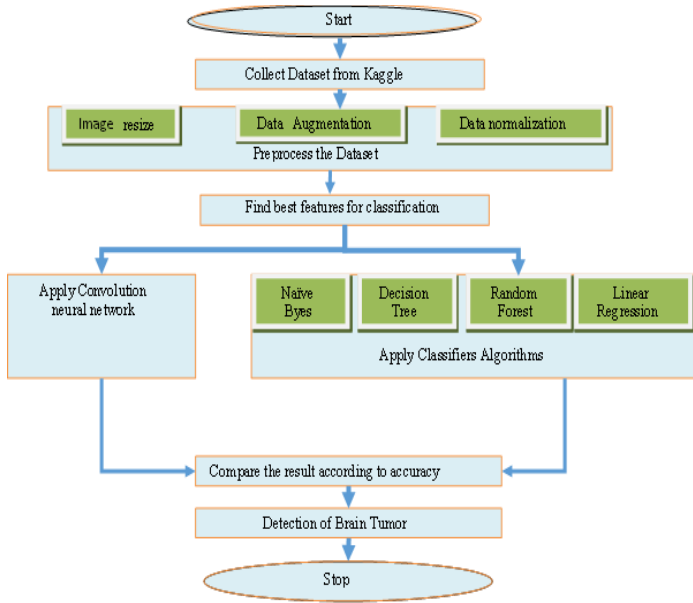 Start
Collect Dataset from Kaggle
Image resize
Data Augmentation
Data normalization
Preprocess the Dataset
Find best features for classification
Apply Convolution
neural network
Naïve
Byes
Decision
Tree
Random
Forest
Linear
Regression
Apply Classifiers Algorithms
Compare the result according to accuracy
Detection of Brain Tumor
Stop